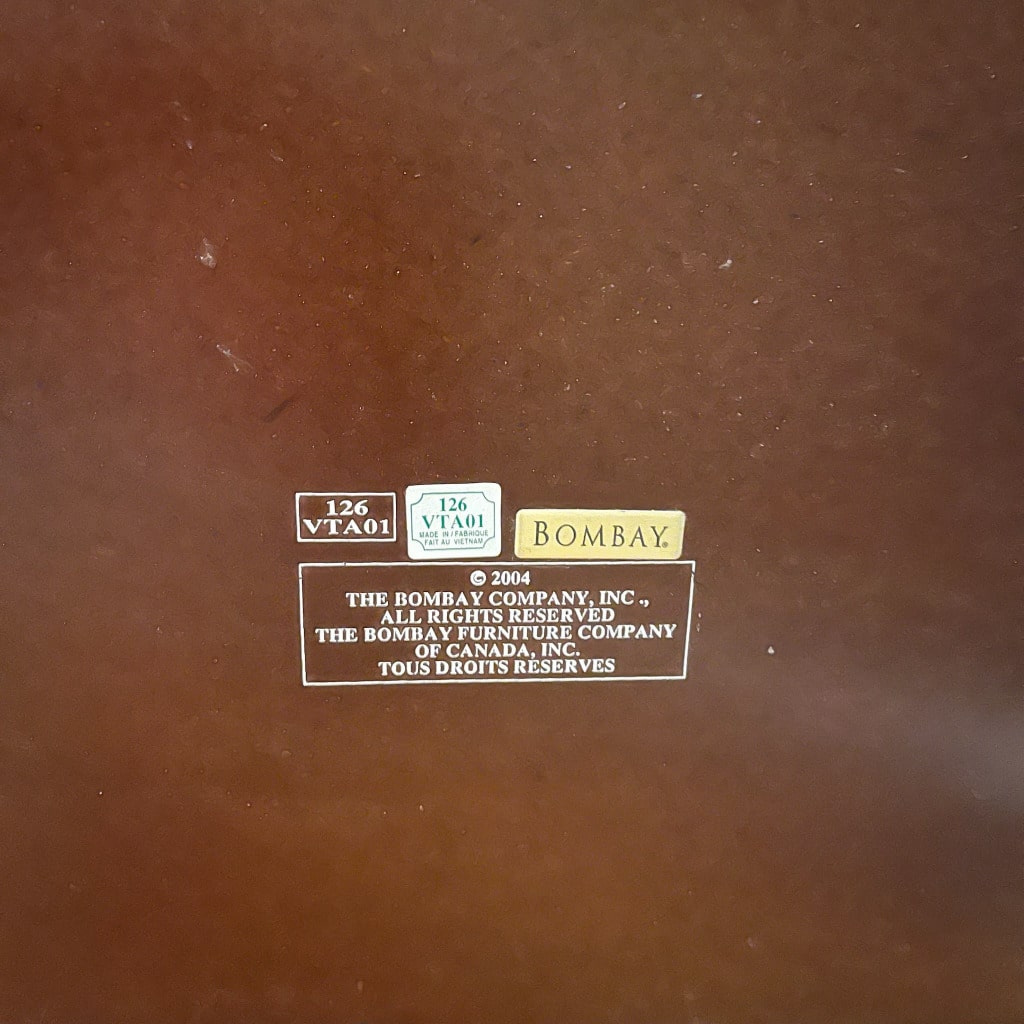 126
VTA01
126
VTA01
MADE IN / FABRIQUE
FAIT AU VIETNAM
BOMBAY®
© 2004
THE BOMBAY COMPANY, INC .,
ALL RIGHTS RESERVED
THE BOMBAY FURNITURE COMPANY
OF CANADA, INC.
TOUS DROITS RESERVES